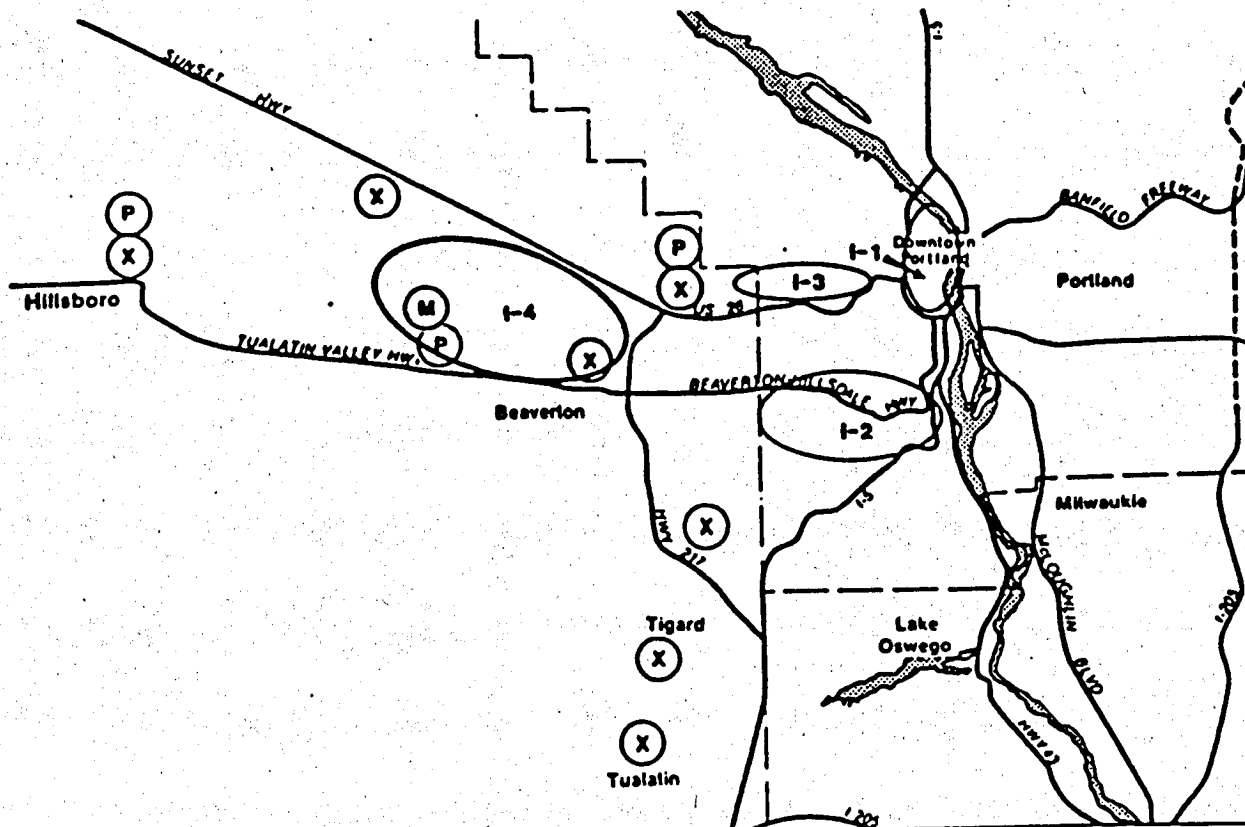 I-5
SUNSET
HWY
X
P
BANFIELD FREEWAY
P
X
I-1
Downtown
Portland
X
I-3
Portland
Hillsboro
M
I-4
US 26
P
X
TUALATIN VALLEY HW.
BEAVERTON HILLSDALE HWY
Beaverton
I-2
I-5
Milwaukie
X
HWY 217
McLOUGHLIN
BLVD
I-205
Tigard
X
Lake
Oswego
X
Tualatin
HWY
I-205